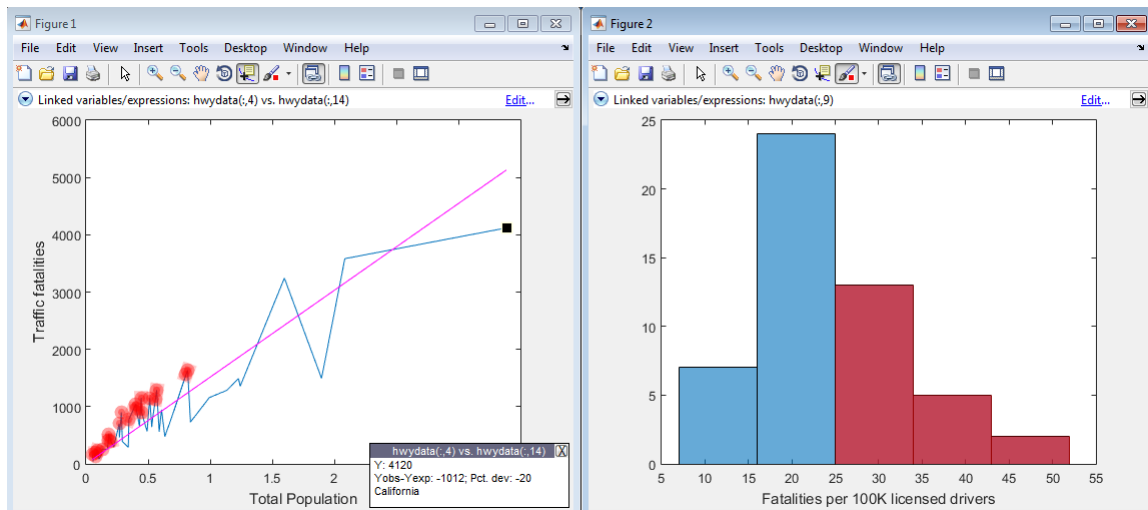 Figure 1
File Edit View Insert Tools Desktop Window Help
Linked variables/expressions: hwydata(:,4) vs. hwydata(:,14) Edit...
6000
5000
4000
3000
2000
1000
0
Traffic fatalities
0 0.5 1 1.5 2
Total Population
hwydata(:,4) vs. hwydata(:,14) X
Y: 4120
Yobs-Yexp: -1012; Pct. dev: -20
California
Figure 2
File Edit View Insert Tools Desktop Window Help
Linked variables/expressions: hwydata(:,9) Edit...
25
20
15
10
5
0
5 10 15 20 25 30 35 40 45 50 55
Fatalities per 100K licensed drivers